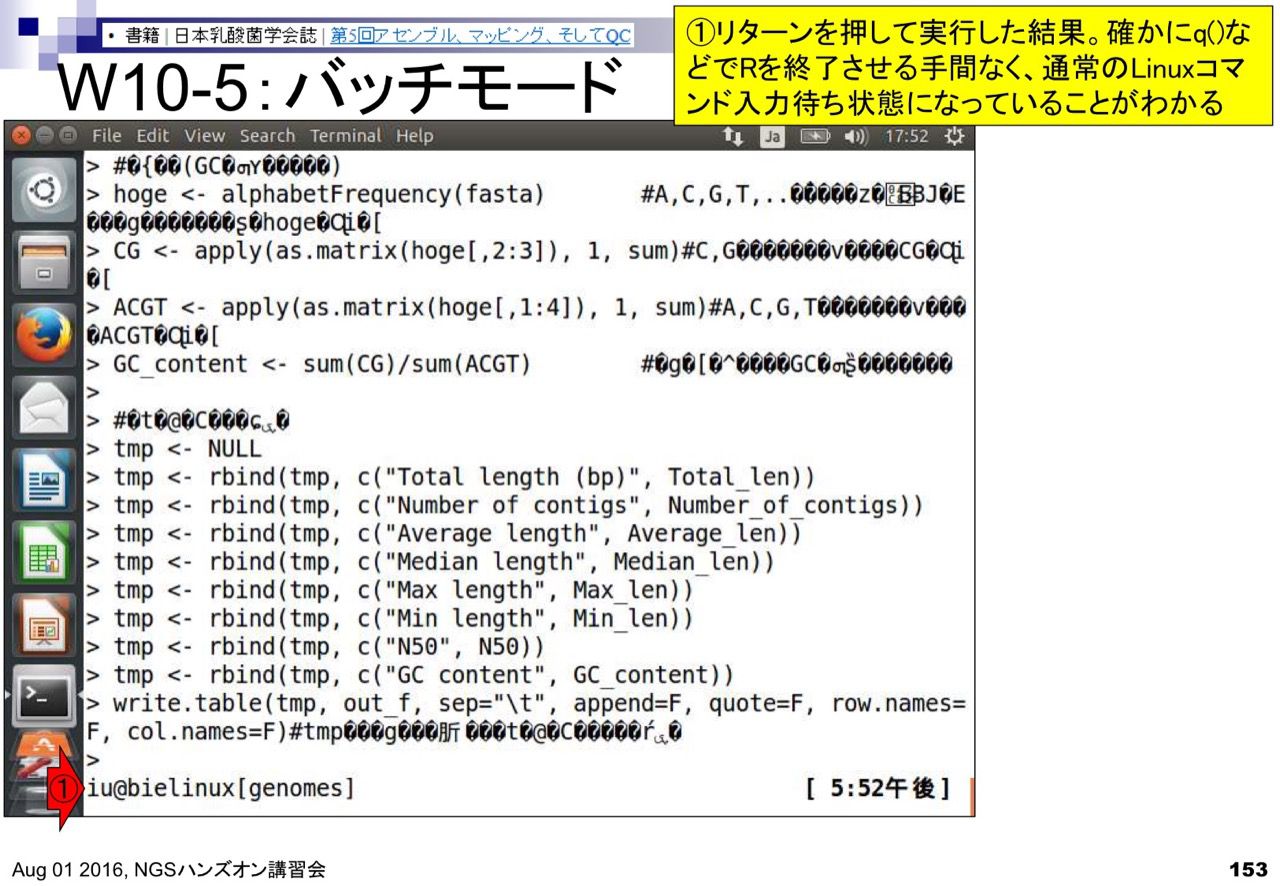 • 書籍 | 日本乳酸菌学会誌 | 第5回アセンブル、マッピング、そしてQC
W10-5：バッチモード
①リターンを押して実行した結果。確かにq()な
どでRを終了させる手間なく、通常のLinuxコマ
ンド入力待ち状態になっていることがわかる
File Edit View Search Terminal Help
Ja 17:52
> #�{��(GC�
> hoge <- alphabetFrequency(fasta) #A,C,G,T,..
hoge
> CG <- apply(as.matrix(hoge[,2:3]), 1, sum)#C,G��������v����CG
�[
> ACGT <- apply(as.matrix(hoge[,1:4]), 1, sum)#A,C,G,T��������v���
�ACGT
> GC_content <- sum(CG)/sum(ACGT) #�g�[�^����GC�
>
> #�t�@�C���
> tmp <- NULL
> tmp <- rbind(tmp, c("Total length (bp)", Total_len))
> tmp <- rbind(tmp, c("Number of contigs", Number_of_contigs))
> tmp <- rbind(tmp, c("Average length", Average_len))
> tmp <- rbind(tmp, c("Median length", Median_len))
> tmp <- rbind(tmp, c("Max length", Max_len))
> tmp <- rbind(tmp, c("Min length", Min_len))
> tmp <- rbind(tmp, c("N50", N50))
> tmp <- rbind(tmp, c("GC content", GC_content))
> write.table(tmp, out_f, sep="\t", append=F, quote=F, row.names=
F, col.names=F)#tmp���g���
>
① iu@bielinux[genomes] [ 5:52午後]
Aug 01 2016, NGSハンズオン講習会
153